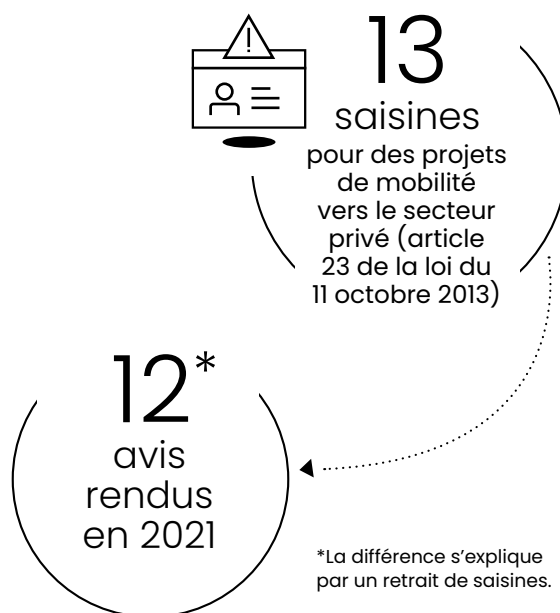 13
saisines
pour des projets
de mobilité
vers le secteur
privé (article
23 de la loi du
11 octobre 2013)
12*
avis
rendus
en 2021
*La différence s’explique
par un retrait de saisines.